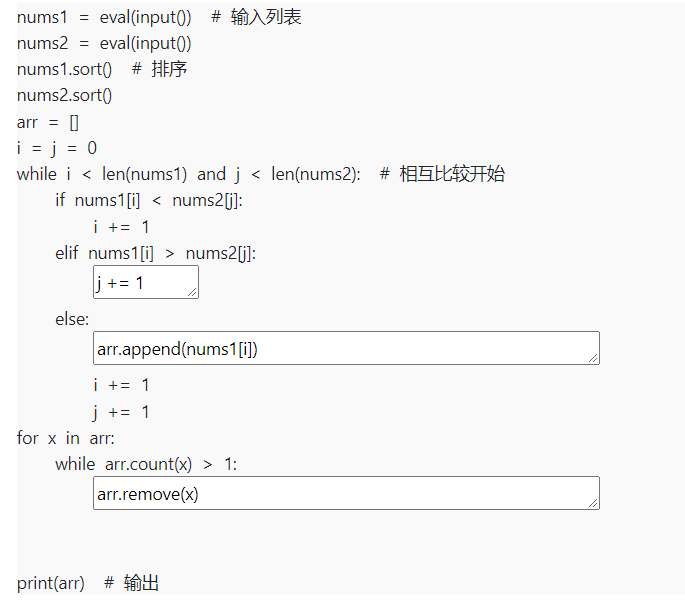 nums1 = eval(input())  # 输入列表
nums2 = eval(input())
nums1.sort()  # 排序
nums2.sort()
arr = []
i = j = 0
while i < len(nums1) and j < len(nums2):  # 相互比较开始
    if nums1[i] < nums2[j]:
        i += 1
    elif nums1[i] > nums2[j]:
        j += 1
    else:
        arr.append(nums1[i])
        i += 1
        j += 1
for x in arr:
    while arr.count(x) > 1:
        arr.remove(x)
print(arr)  # 输出